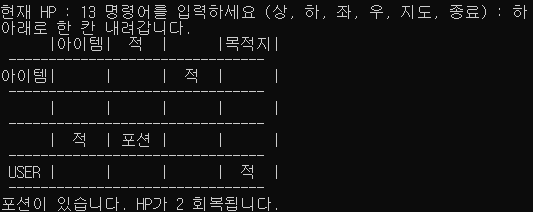 현재 HP : 13 명령어를 입력하세요 (상, 하, 좌, 우, 지도, 종료) : 하
아래로 한 칸 내려갑니다.
     |아이템| 적  |      |목적지 |
 --------------------------------
아이템|     |     | 적   |      |
 --------------------------------
     |     |     |      |      |
 --------------------------------
     | 적  | 포션 |      |      |
 --------------------------------
 USER |     |     |      | 적   |
 --------------------------------
포션이 있습니다. HP가 2 회복됩니다.